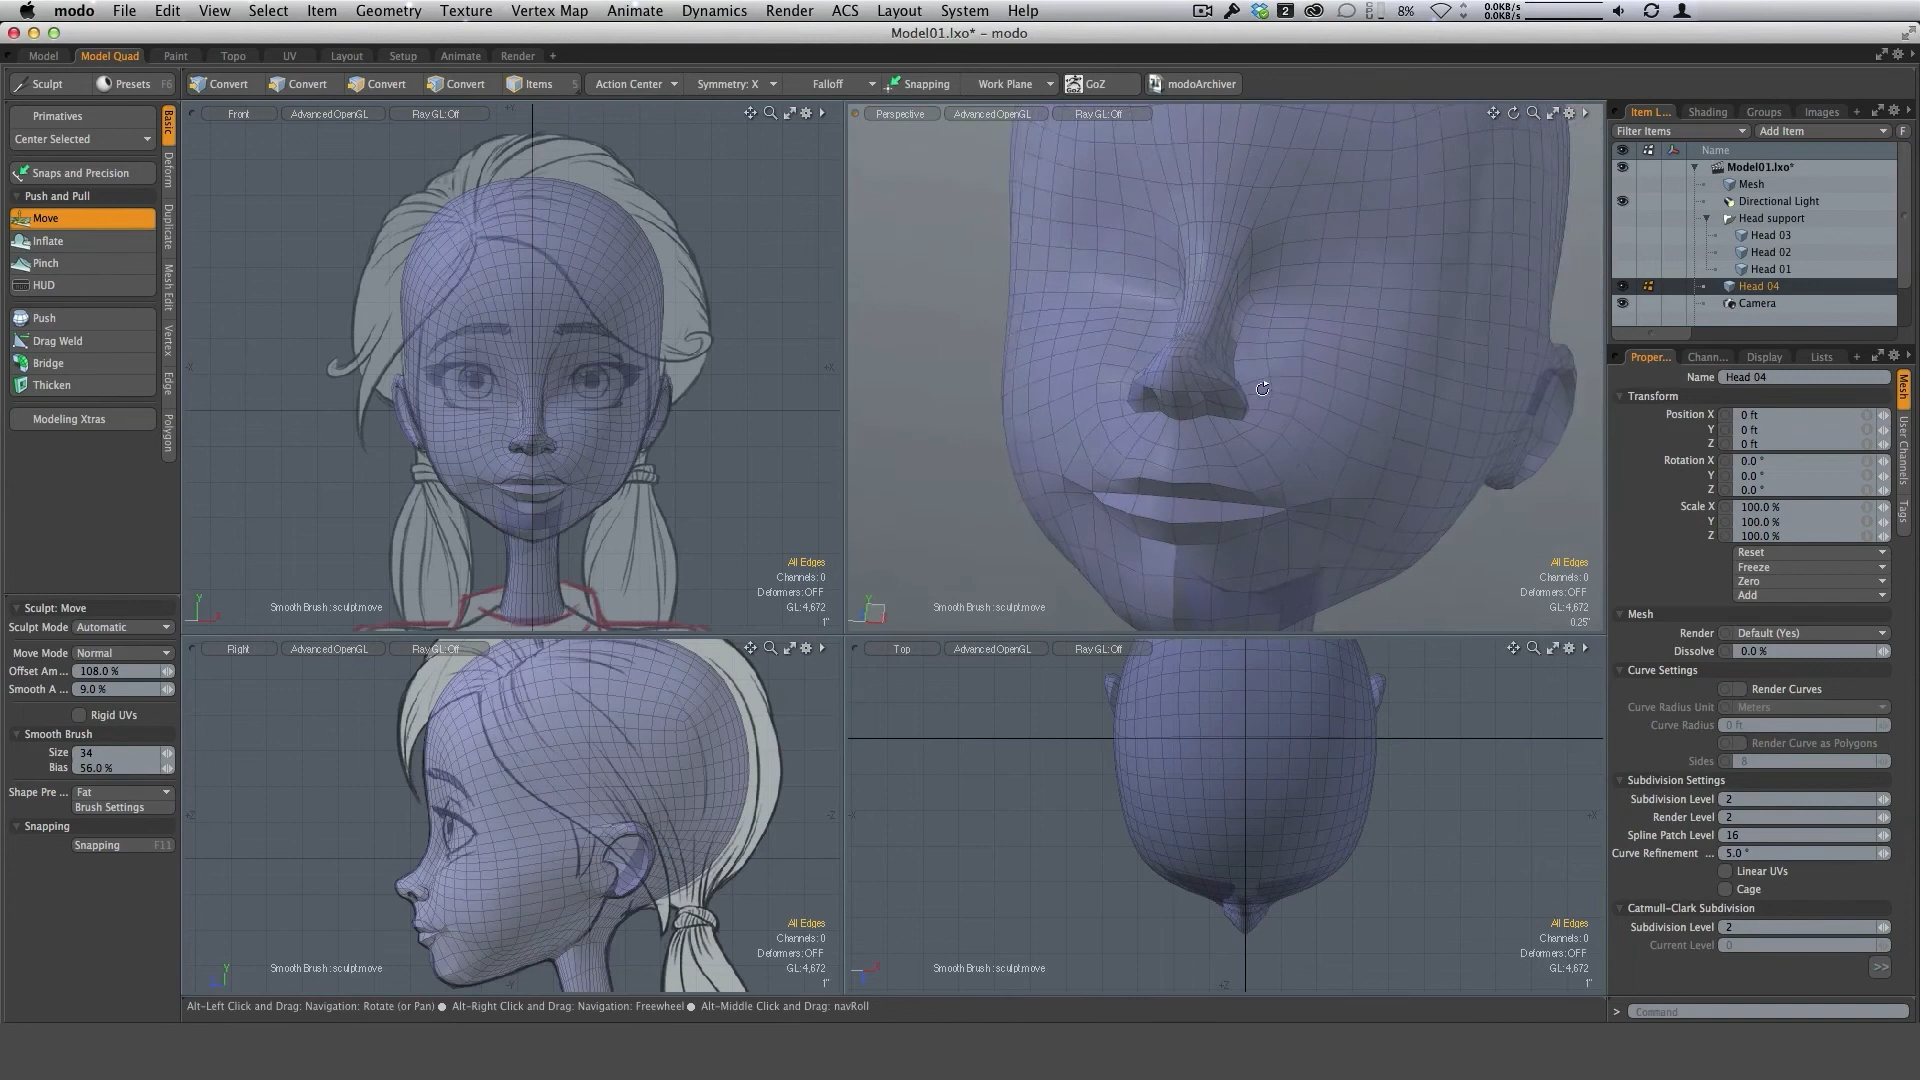 modo File Edit View Select Item Geometry Texture Vertex Map Animate Dynamics Render ACS Layout System Help 2 8% 0.0KB/s 0.0KB/s
Model01.lxo* - modo
Model Model Quad Paint Topo UV Layout Setup Animate Render +
Sculpt Presets F6 Convert Convert Convert Convert Items 5 Action Center Symmetry: X Falloff Snapping Work Plane GoZ modoArchiver
Primatives
Center Selected
Snaps and Precision
Push and Pull
Move
Inflate
Pinch
HUD
Push
Drag Weld
Bridge
Thicken
Modeling Xtras
Basic
Deform
Duplicate
Mesh Edit
Vertex
Edge
Polygon
Sculpt: Move
Sculpt Mode Automatic
Move Mode Normal
Offset Am ... 108.0 %
Smooth A ... 9.0 %
Rigid UVs
Smooth Brush
Size 34
Bias 56.0 %
Shape Pre ... Fat
Brush Settings
Snapping
Snapping F11
Front Advanced OpenGL Ray GL: Off
All Edges
Channels: 0
Deformers: OFF
GL: 4,672
1"
Smooth Brush : sculpt.move
Perspective Advanced OpenGL Ray GL: Off
All Edges
Channels: 0
Deformers: OFF
GL: 4,672
0.25"
Smooth Brush : sculpt.move
Right Advanced OpenGL Ray GL: Off
All Edges
Channels: 0
Deformers: OFF
GL: 4,672
1"
Smooth Brush : sculpt.move
Top Advanced OpenGL Ray GL: Off
All Edges
Channels: 0
Deformers: OFF
GL: 4,672
1"
Smooth Brush : sculpt.move
Alt-Left Click and Drag: Navigation: Rotate (or Pan) ● Alt-Right Click and Drag: Navigation: Freewheel ● Alt-Middle Click and Drag: navRoll
Item L... Shading Groups Images +
Filter Items Add Item F
Name
Model01.lxo*
Mesh
Directional Light
Head support
Head 03
Head 02
Head 01
Head 04
Camera
Proper... Chann... Display Lists +
Name Head 04
Transform
Position X 0 ft
Y 0 ft
Z 0 ft
Rotation X 0.0 °
Y 0.0 °
Z 0.0 °
Scale X 100.0 %
Y 100.0 %
Z 100.0 %
Reset
Freeze
Zero
Add
Mesh
Render Default (Yes)
Dissolve 0.0 %
Curve Settings
Render Curves
Curve Radius Unit Meters
Curve Radius 0 ft
Render Curve as Polygons
Sides 8
Subdivision Settings
Subdivision Level 2
Render Level 2
Spline Patch Level 16
Curve Refinement ... 5.0 °
Linear UVs
Cage
Catmull-Clark Subdivision
Subdivision Level 2
Current Level 0
>>
Mesh
User Channels
Tags
> Command